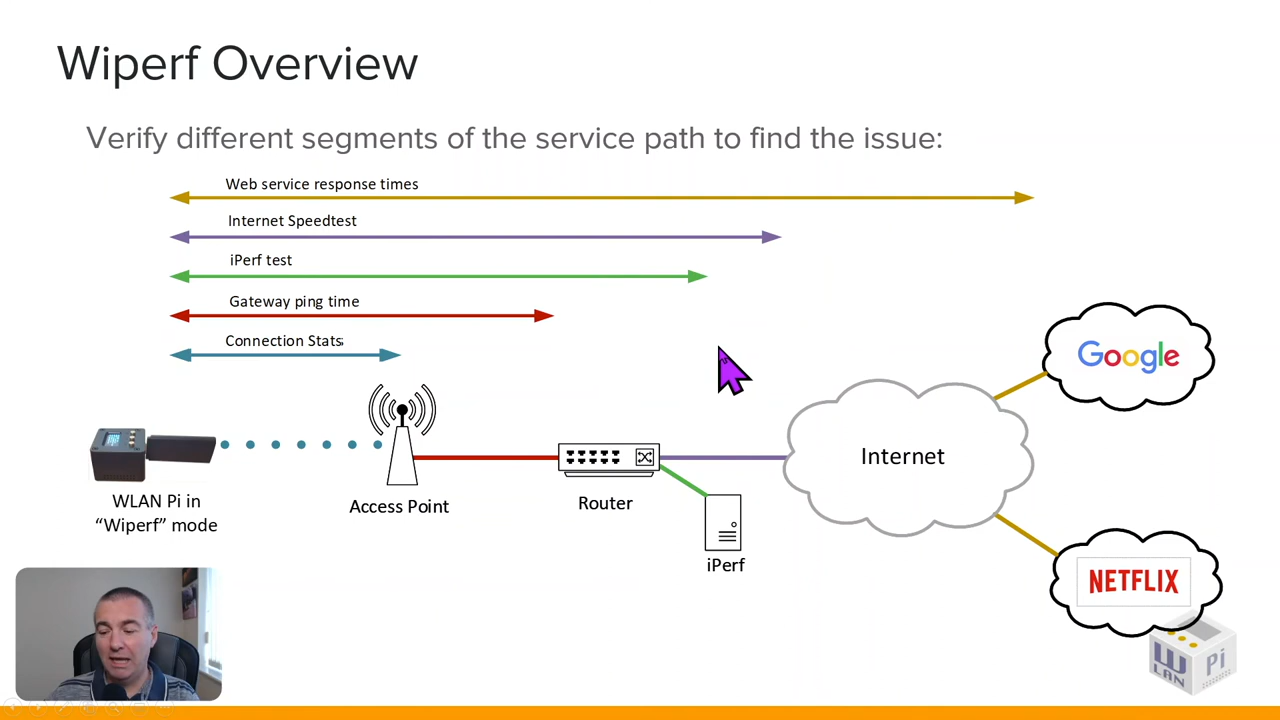 Wiperf Overview
Verify different segments of the service path to find the issue:
Web service response times
Internet Speedtest
iPerf test
Gateway ping time
Connection Stats
Google
Internet
WLAN Pi in
“Wiperf” mode
Access Point
Router
iPerf
NETFLIX
W Pi
LAN